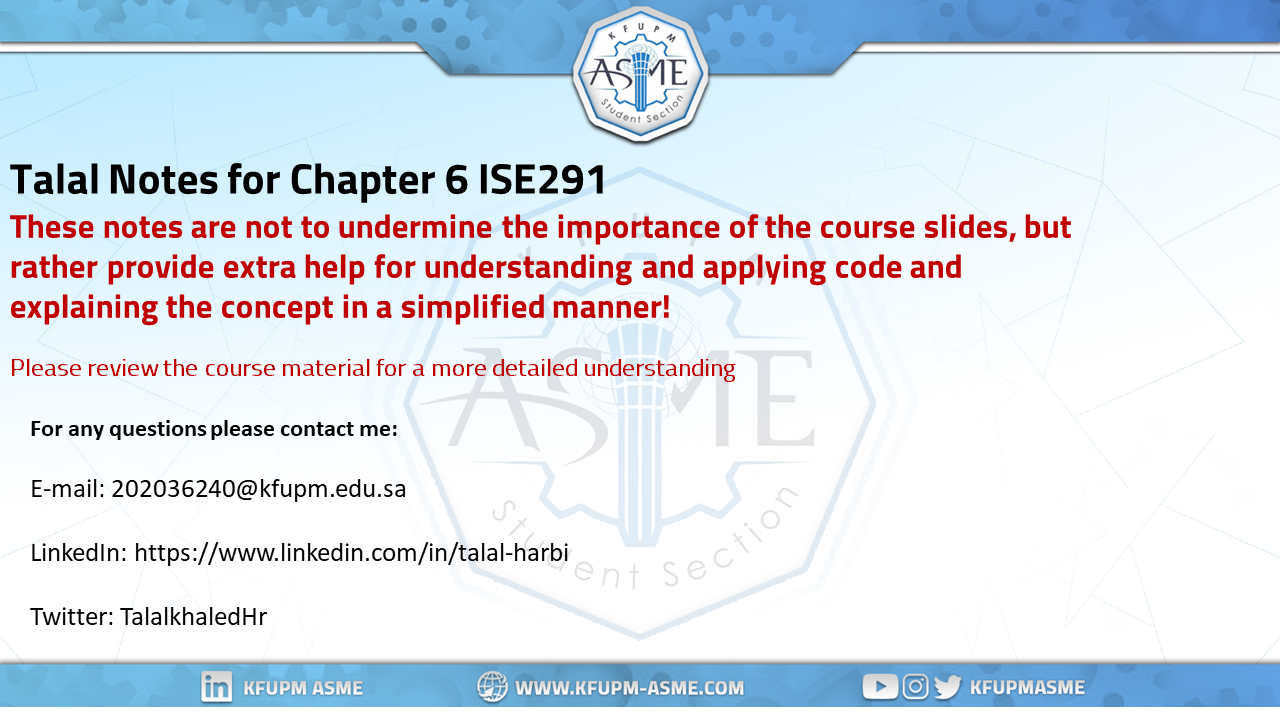 KFUPM
ASME
Student Section
Talal Notes for Chapter 6 ISE291
These notes are not to undermine the importance of the course slides, but
rather provide extra help for understanding and applying code and
explaining the concept in a simplified manner!
Please review the course material for a more detailed understanding
For any questions please contact me:
E-mail: 202036240@kfupm.edu.sa
LinkedIn: https://www.linkedin.com/in/talal-harbi
Twitter: TalalkhaledHr
KFUPM
ASME
Student Section
KFUPM ASME
WWW.KFUPM-ASME.COM
KFUPMASME